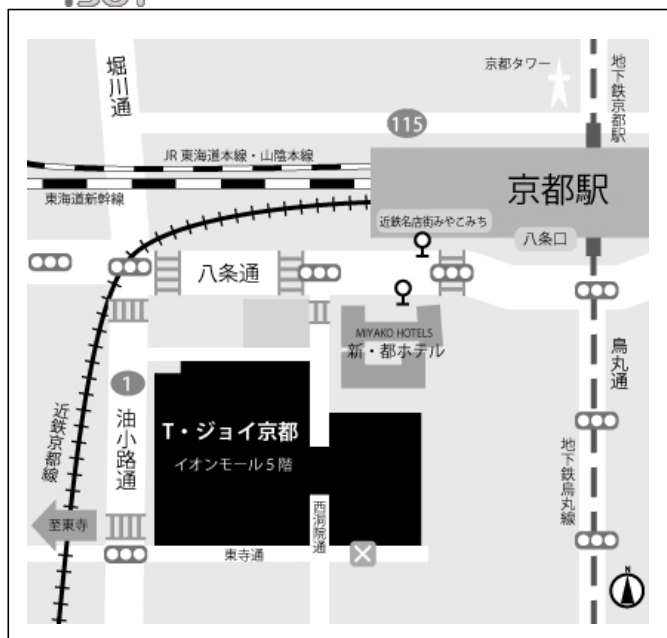 堀川通
京都タワー
地下鉄京都駅
115
JR 東海道本線・山陰本線
東海道新幹線
京都駅
近鉄名店街みやこみち
八条口
八条通
MIYAKO HOTELS
新・都ホテル
烏丸通
1
近鉄京都線
油小路通
T・ジョイ京都
イオンモール5階
地下鉄烏丸線
至東寺
西洞院通
東寺通
N